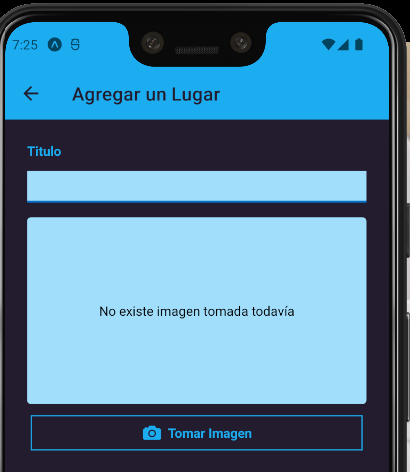 7:25
Agregar un Lugar
Titulo
No existe imagen tomada todavía
Tomar Imagen